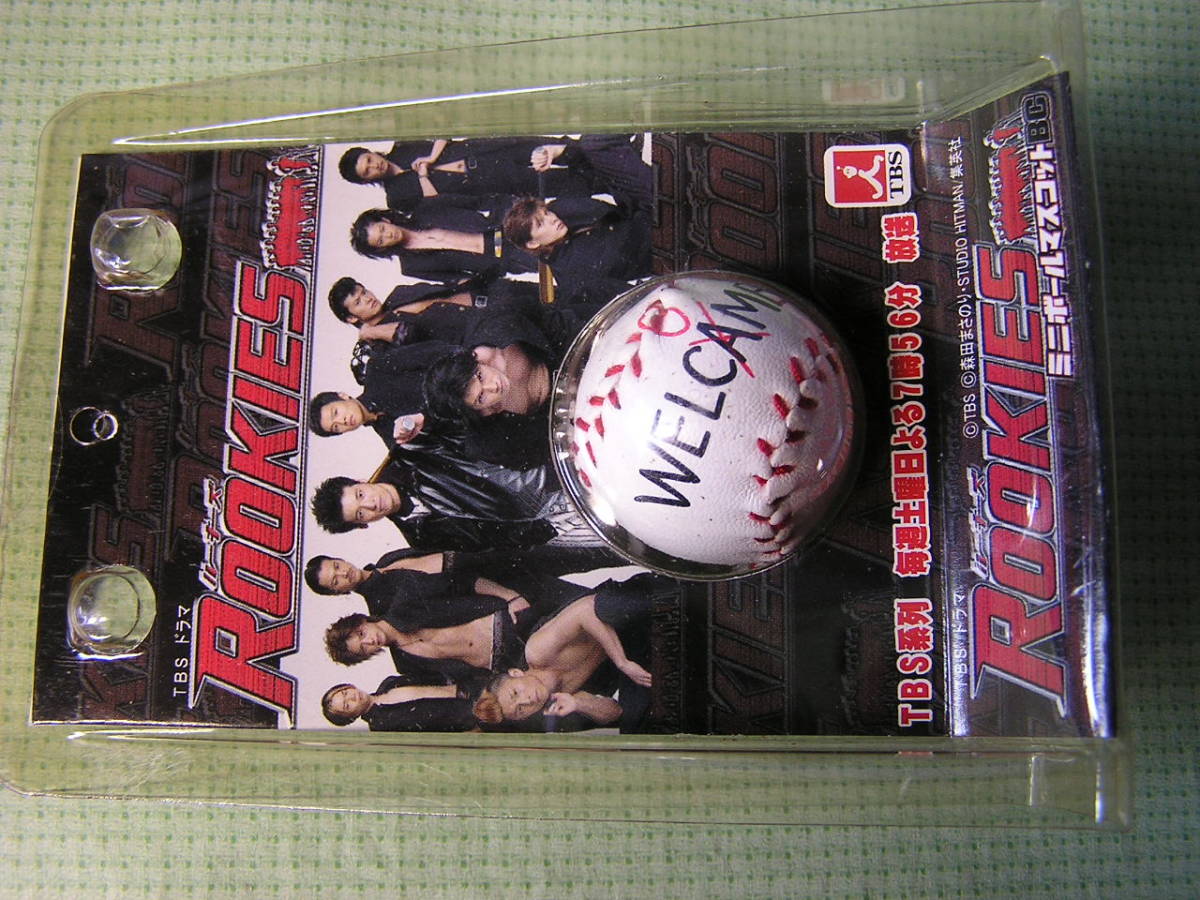 TBS ドラマ
ルーキーズ
ROOKIES
WELCAME
O
TBS
TBS系列 毎週土曜日よる7時56分 放送
©TBS ©森田まさのり・STUDIO HITMAN/集英社
TBS ドラマ
ルーキーズ
ROOKIES
ミニボールマスコットBC